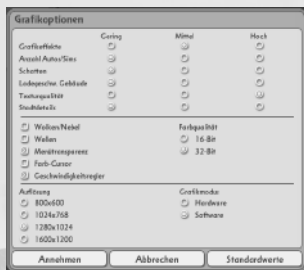 Grafikoptionen
Gering Mittel Hoch
Grafikeffekte
Anzahl Autos/Sims
Schatten
Ladegeschw. Gebäude
Texturqualität
Stadtdetails
Wolken/Nebel Farbqualität
Wellen 16-Bit
Menütransparenz 32-Bit
Farb-Cursor
Geschwindigkeitsregler
Auflösung Grafikmodus
800x600 Hardware
1024x768 Software
1280x1024
1600x1200
Annehmen Abbrechen Standardwerte